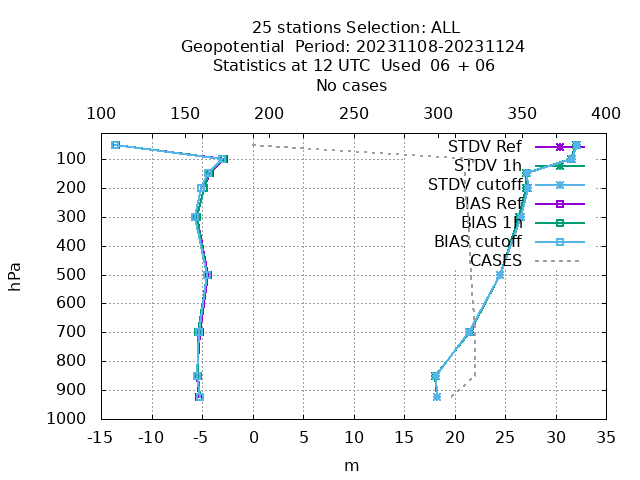 25 stations Selection: ALL
Geopotential  Period: 20231108-20231124
Statistics at 12 UTC  Used  06 + 06
No cases
100 150 200 250 300 350 400
STDV Ref
STDV 1h
STDV cutoff
BIAS Ref
BIAS 1h
BIAS cutoff
CASES
100
200
300
400
500
600
700
800
900
1000
hPa
-15 -10 -5 0 5 10 15 20 25 30 35
m